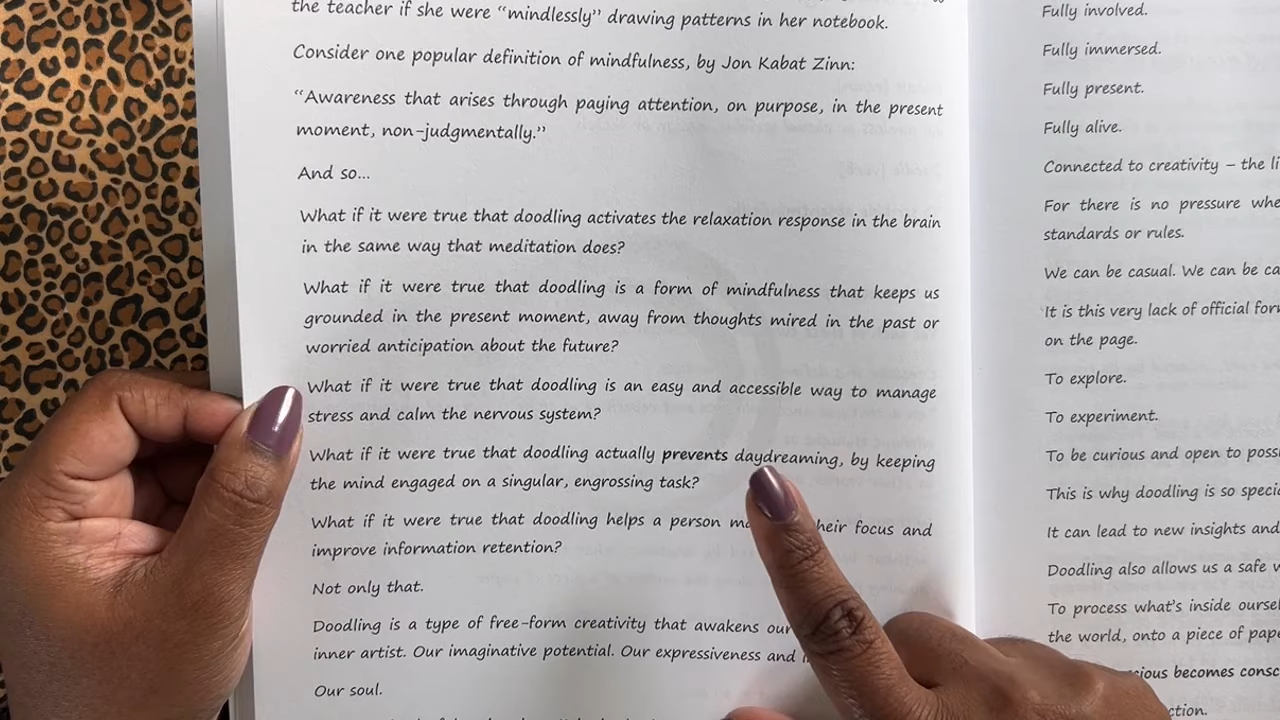 the teacher if she were “mindlessly” drawing patterns in her notebook.
Consider one popular definition of mindfulness, by Jon Kabat Zinn:
“Awareness that arises through paying attention, on purpose, in the present
moment, non-judgmentally.”
And so...
What if it were true that doodling activates the relaxation response in the brain
in the same way that meditation does?
What if it were true that doodling is a form of mindfulness that keeps us
grounded in the present moment, away from thoughts mired in the past or
worried anticipation about the future?
What if it were true that doodling is an easy and accessible way to manage
stress and calm the nervous system?
What if it were true that doodling actually prevents daydreaming, by keeping
the mind engaged on a singular, engrossing task?
What if it were true that doodling helps a person focus and
improve information retention?
Not only that.
Doodling is a type of free-form creativity that awakens our
inner artist. Our imaginative potential. Our expressiveness and
Our soul.
Fully involved.
Fully immersed.
Fully present.
Fully alive.
Connected to creativity – the
For there is no pressure
standards or rules.
We can be casual. We can be
It is this very lack of official
on the page.
To explore.
To experiment.
To be curious and open to
This is why doodling is so
It can lead to new insights and
Doodling also allows us a safe
To process what's inside
the world, onto a piece of
becomes